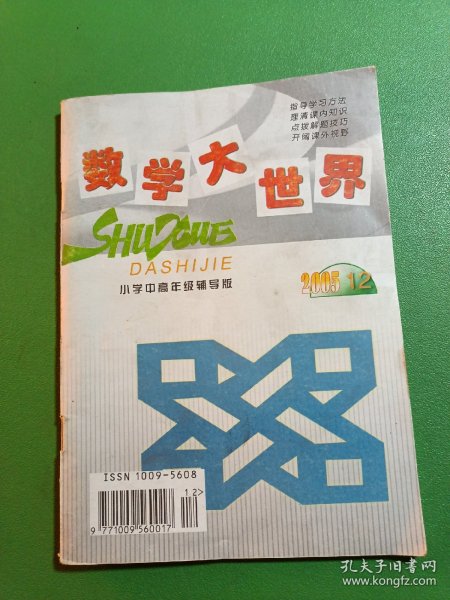 指导学习方法
理清课内知识
点拨解题技巧
开阔课外视野
数学大世界
SHUXUE
DASHIJIE
小学中高年级辅导版
2005 12
ISSN 1009-5608
12>
9 771009 560017
孔夫子旧书网
www.kongfz.com